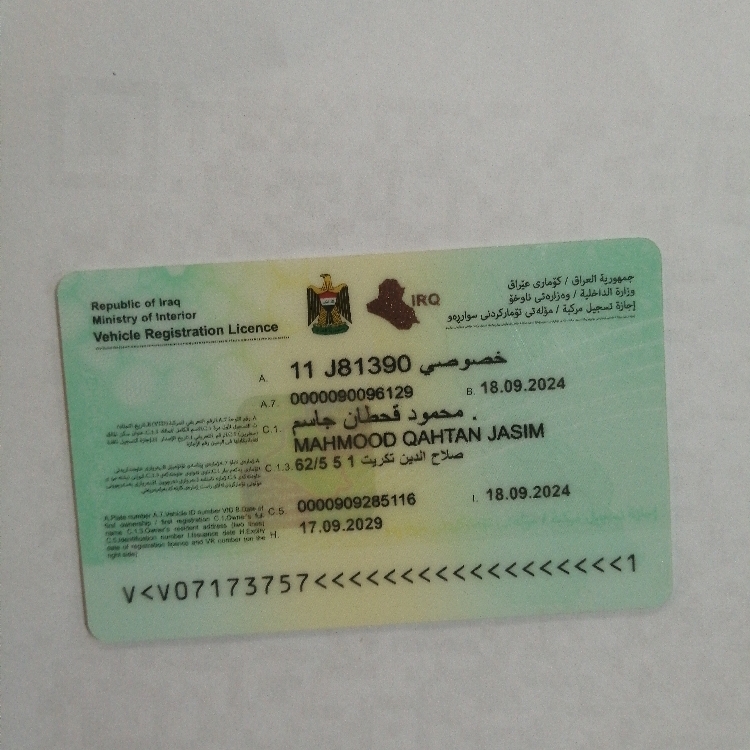 Republic of Iraq
Ministry of Interior
Vehicle Registration Licence
IRQ
جمهورية العراق / كۆماری عێراق
وزارة الداخلية / وەزارەتی ناوخۆ
إجازة تسجيل مركبة / مۆڵەتی تۆمارکردنی سواڕەوو
A. 11 J81390 خصوصي
A.7. 0000090096129 B. 18.09.2024
C.1. محمود قحطان جاسم .
MAHMOOD QAHTAN JASIM
C.1.3. 62/5 5 1 صلاح الدين تكريت
C.5. 0000909285116 I. 18.09.2024
H. 17.09.2029
A.Plate number A.7.Vehicle ID number VIC B.Date of
first ownership / first registration C.1.Owner's full
name C.1.3.Owner's resident address (two lines)
C.5.Identification number I.Issuance date H.Expiry
date of registration licence and VK number (on the
right side)
V<V07173757<<<<<<<<<<<<<<<<<<<1